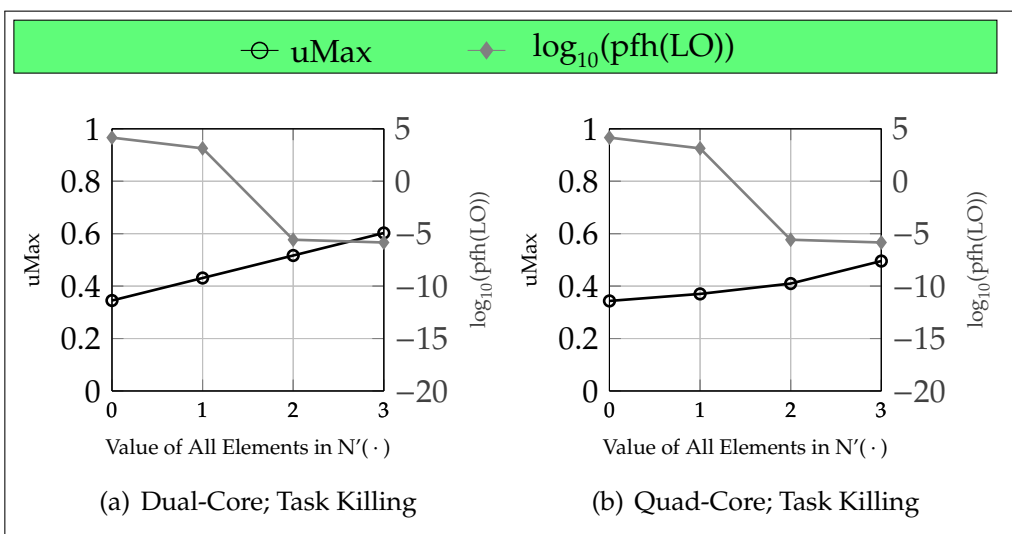 uMax log₁₀(pfh(LO))
1
0.8
0.6
0.4
0.2
0
uMax
5
0
−5
−10
−15
−20
log₁₀(pfh(LO))
0 1 2 3
Value of All Elements in N′(·)
(a) Dual-Core; Task Killing
1
0.8
0.6
0.4
0.2
0
uMax
5
0
−5
−10
−15
−20
log₁₀(pfh(LO))
0 1 2 3
Value of All Elements in N′(·)
(b) Quad-Core; Task Killing